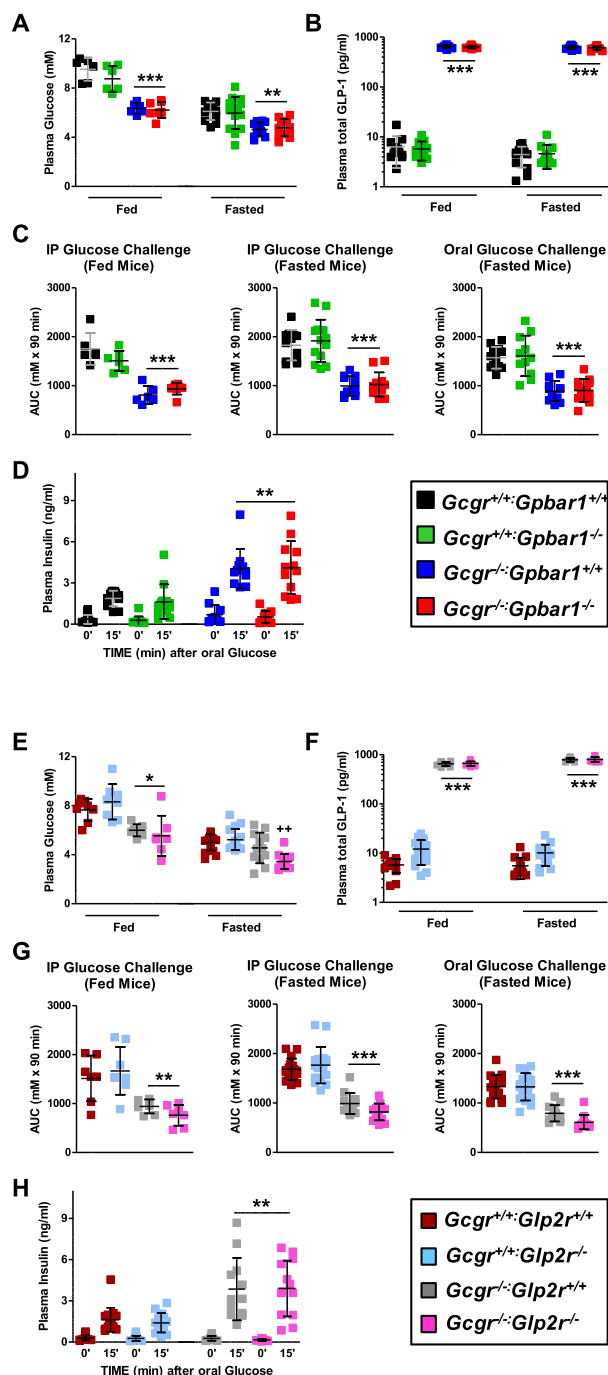 A
B
Plasma Glucose (mM)
12
9
6
3
0
***
**
Fed
Fasted
Plasma total GLP-1 (pg/ml)
1000
100
10
1
***
***
Fed
Fasted
C
IP Glucose Challenge
(Fed Mice)
IP Glucose Challenge
(Fasted Mice)
Oral Glucose Challenge
(Fasted Mice)
AUC (mM x 90 min)
3000
2000
1000
0
***
AUC (mM x 90 min)
3000
2000
1000
0
***
AUC (mM x 90 min)
3000
2000
1000
0
***
D
Plasma Insulin (ng/ml)
9
6
3
0
**
0' 15' 0' 15' 0' 15' 0' 15'
TIME (min) after oral Glucose
Gcgr+/+:Gpbar1+/+
Gcgr+/+:Gpbar1-/-
Gcgr-/-:Gpbar1+/+
Gcgr-/-:Gpbar1-/-
E
F
Plasma Glucose (mM)
12
8
4
0
*
++
Fed
Fasted
Plasma total GLP-1 (pg/ml)
1000
100
10
1
***
***
Fed
Fasted
G
IP Glucose Challenge
(Fed Mice)
IP Glucose Challenge
(Fasted Mice)
Oral Glucose Challenge
(Fasted Mice)
AUC (mM x 90 min)
3000
2000
1000
0
**
AUC (mM x 90 min)
3000
2000
1000
0
***
AUC (mM x 90 min)
3000
2000
1000
0
***
H
Plasma Insulin (ng/ml)
9
6
3
0
**
0' 15' 0' 15' 0' 15' 0' 15'
TIME (min) after oral Glucose
Gcgr+/+:Glp2r+/+
Gcgr+/+:Glp2r-/-
Gcgr-/-:Glp2r+/+
Gcgr-/-:Glp2r-/-